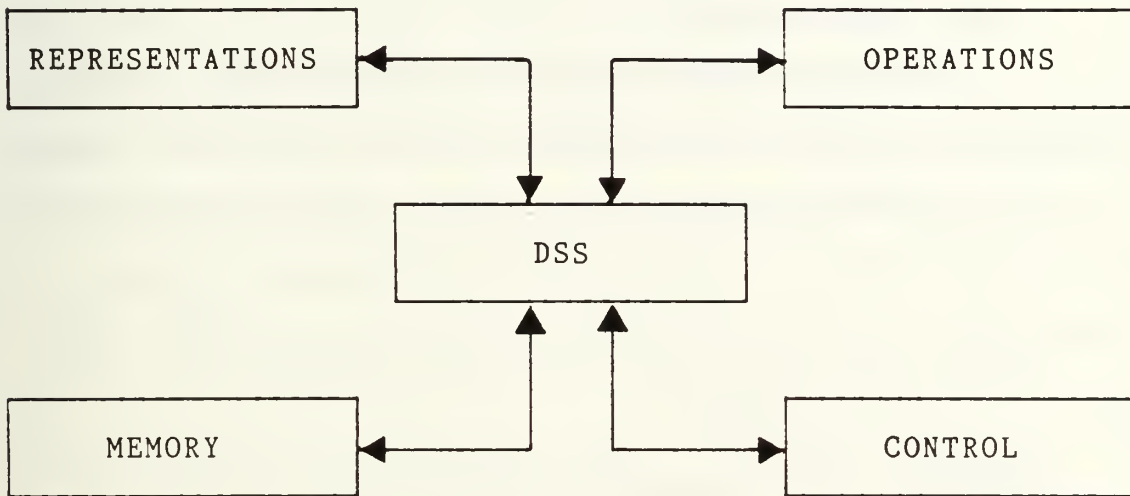 REPRESENTATIONS
OPERATIONS
DSS
MEMORY
CONTROL